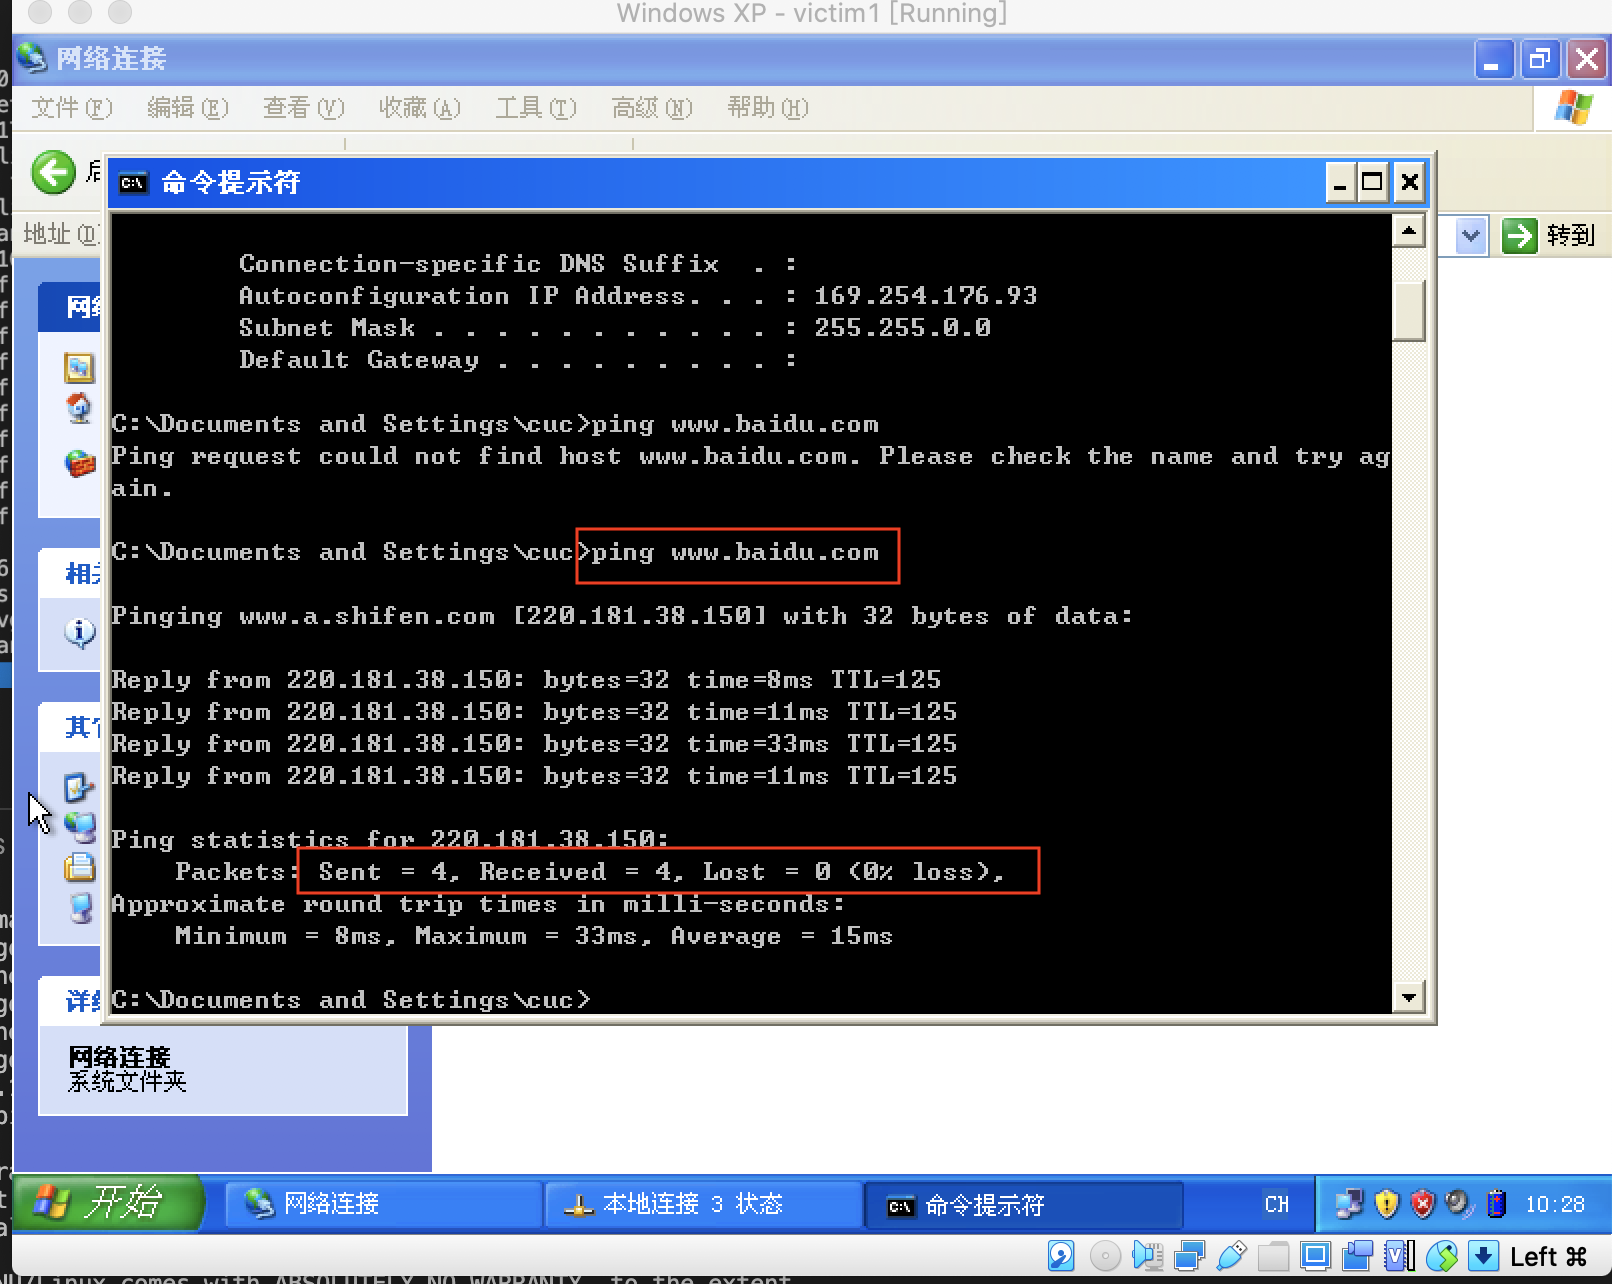 Windows XP - victim1 [Running]
网络连接
文件(F) 编辑(E) 查看(V) 收藏(A) 工具(T) 高级(N) 帮助(H)
地址(D) 转到
命令提示符
Connection-specific DNS Suffix  . :
Autoconfiguration IP Address. . . : 169.254.176.93
Subnet Mask . . . . . . . . . . . : 255.255.0.0
Default Gateway . . . . . . . . . :
C:\Documents and Settings\cuc>ping www.baidu.com
Ping request could not find host www.baidu.com. Please check the name and try ag
ain.
C:\Documents and Settings\cuc>ping www.baidu.com
Pinging www.a.shifen.com [220.181.38.150] with 32 bytes of data:
Reply from 220.181.38.150: bytes=32 time=8ms TTL=125
Reply from 220.181.38.150: bytes=32 time=11ms TTL=125
Reply from 220.181.38.150: bytes=32 time=33ms TTL=125
Reply from 220.181.38.150: bytes=32 time=11ms TTL=125
Ping statistics for 220.181.38.150:
Packets: Sent = 4, Received = 4, Lost = 0 (0% loss),
Approximate round trip times in milli-seconds:
Minimum = 8ms, Maximum = 33ms, Average = 15ms
C:\Documents and Settings\cuc>
网络连接
系统文件夹
开始 网络连接 本地连接 3 状态 命令提示符 CH 10:28
Left ⌘
comes with ABSOLUTELY NO WARRANTY, to the extent